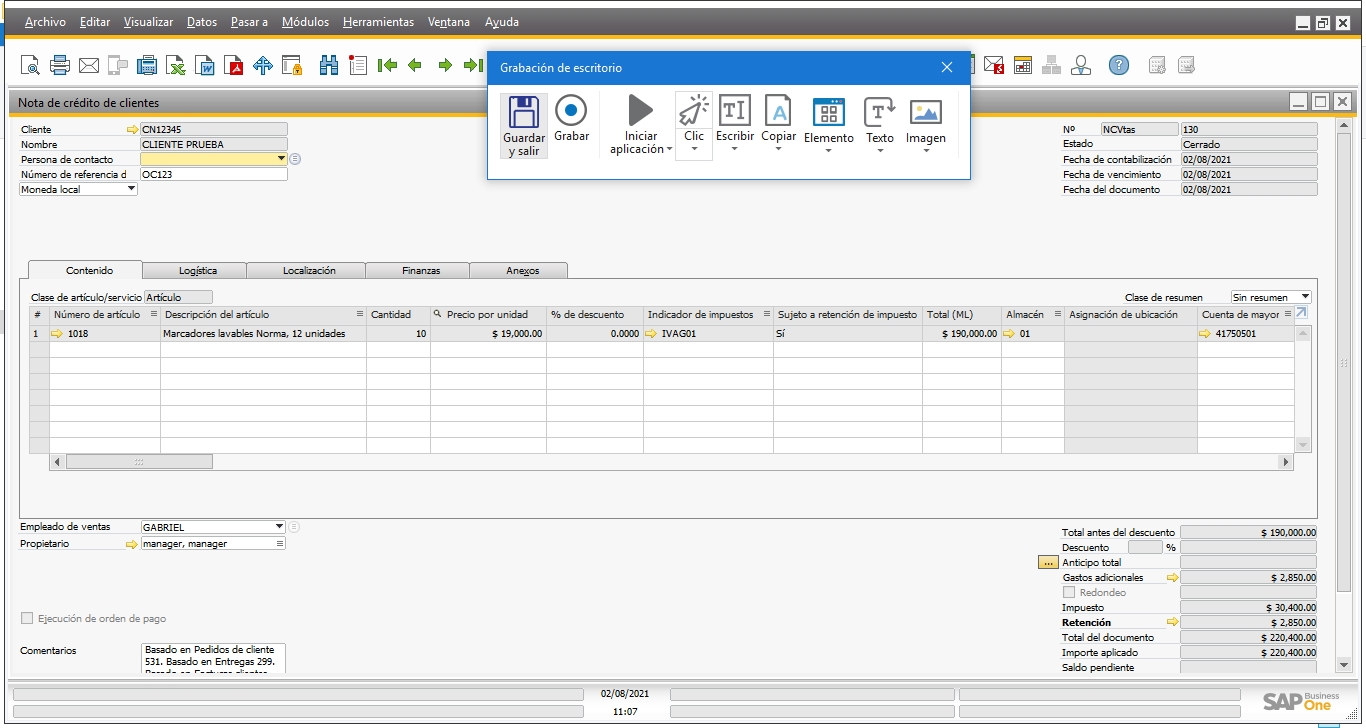 Archivo Editar Visualizar Datos Pasar a Módulos Herramientas Ventana Ayuda
Grabación de escritorio
Guardar y salir
Grabar
Iniciar aplicación
Clic
Escribir
Copiar
Elemento
Texto
Imagen
Nota de crédito de clientes
Cliente CN12345
Nombre CLIENTE PRUEBA
Persona de contacto
Número de referencia d OC123
Moneda local
Nº NCVtas 130
Estado Cerrado
Fecha de contabilización 02/08/2021
Fecha de vencimiento 02/08/2021
Fecha del documento 02/08/2021
Contenido Logística Localización Finanzas Anexos
Clase de artículo/servicio Artículo
Clase de resumen Sin resumen
# Número de artículo Descripción del artículo Cantidad Precio por unidad % de descuento Indicador de impuestos Sujeto a retención de impuesto Total (ML) Almacén Asignación de ubicación Cuenta de mayor
1 1018 Marcadores lavables Norma, 12 unidades 10 $ 19,000.00 0.0000 IVAG01 Sí $ 190,000.00 01 41750501
Empleado de ventas GABRIEL
Propietario manager, manager
Ejecución de orden de pago
Comentarios
Basado en Pedidos de cliente
531. Basado en Entregas 299.
Total antes del descuento $ 190,000.00
Descuento %
... Anticipo total
Gastos adicionales $ 2,850.00
Redondeo
Impuesto $ 30,400.00
Retención $ 2,850.00
Total del documento $ 220,400.00
Importe aplicado $ 220,400.00
Saldo pendiente
02/08/2021
11:07
SAP Business One